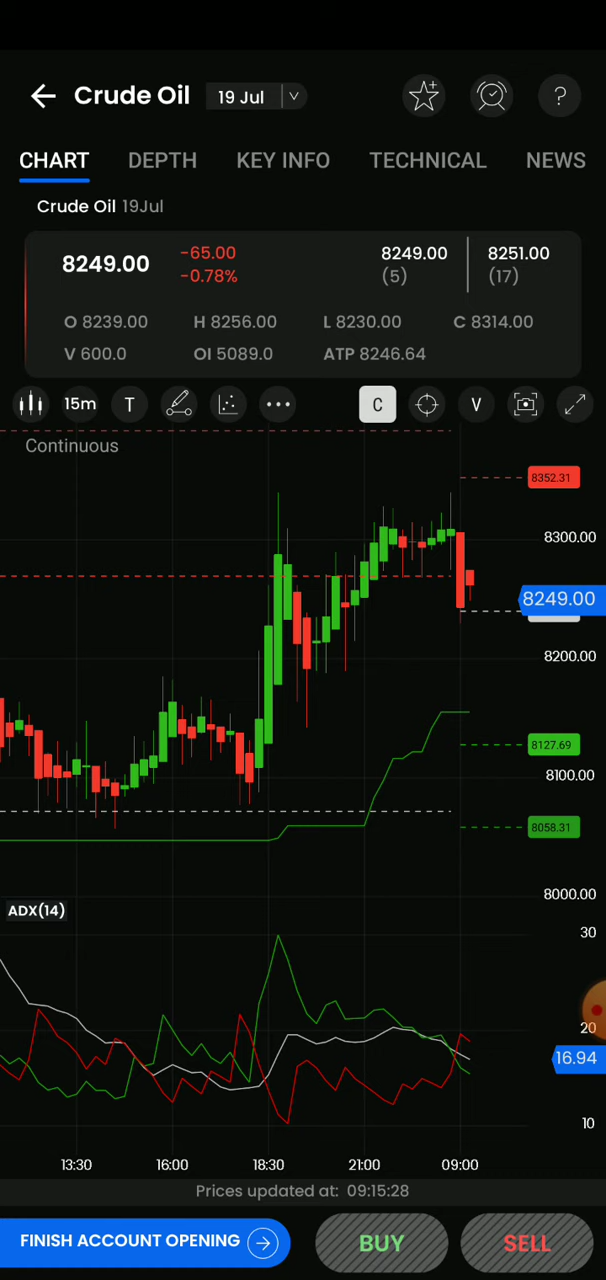 Crude Oil 19 Jul ?
CHART DEPTH KEY INFO TECHNICAL NEWS
Crude Oil 19Jul
8249.00 -65.00 8249.00 8251.00
-0.78% (5) (17)
O 8239.00 H 8256.00 L 8230.00 C 8314.00
V 600.0 OI 5089.0 ATP 8246.64
15m T C V
Continuous
8352.31
8300.00
8249.00
8200.00
8127.69
8100.00
8058.31
8000.00
ADX(14)
30
20
16.94
10
13:30 16:00 18:30 21:00 09:00
Prices updated at: 09:15:28
FINISH ACCOUNT OPENING BUY SELL